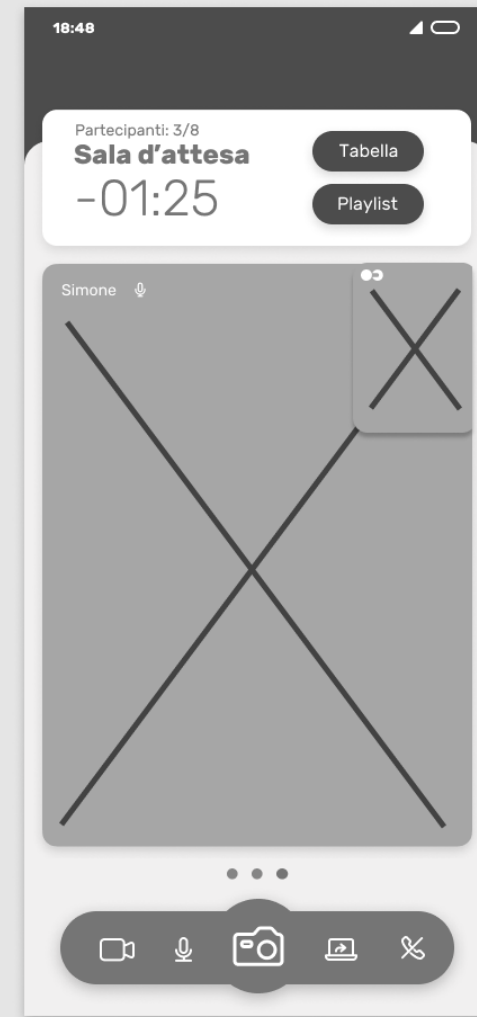 18:48
Partecipanti: 3/8
Sala d’attesa
-01:25
Tabella
Playlist
Simone